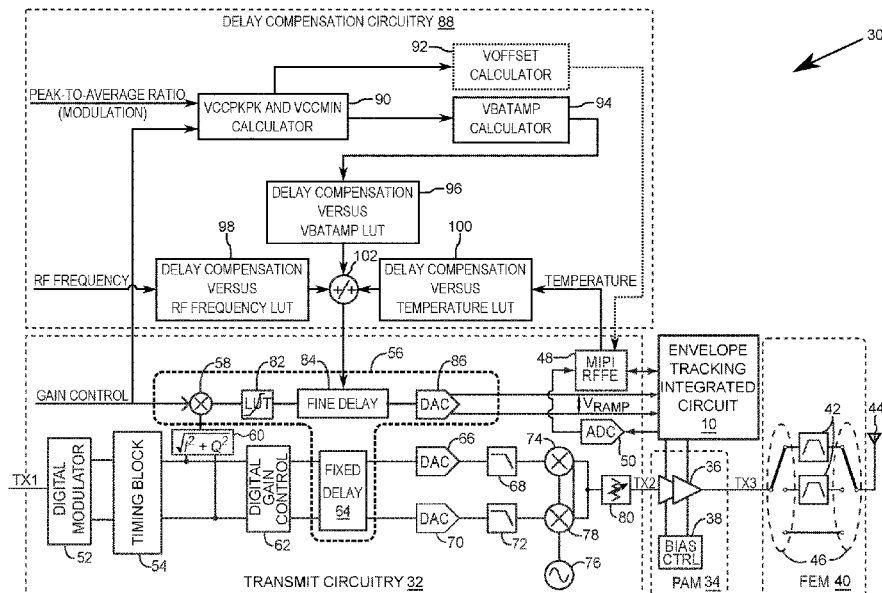 DELAY COMPENSATION CIRCUITRY 88
30
92
VOFFSET
CALCULATOR
PEAK-TO-AVERAGE RATIO
(MODULATION)
VCCPKPK AND VCCMIN
CALCULATOR
90
VBATAMP
CALCULATOR
94
DELAY COMPENSATION
VERSUS
VBATAMP LUT
96
98
100
102
RF FREQUENCY
DELAY COMPENSATION
VERSUS
RF FREQUENCY LUT
+/+
DELAY COMPENSATION
VERSUS
TEMPERATURE LUT
TEMPERATURE
58
82
84
56
86
48
MIPI
RFFE
ENVELOPE
TRACKING
INTEGRATED
CIRCUIT
10
GAIN CONTROL
LUT
FINE DELAY
DAC
VRAMP
ADC
50
42
44
√I² + Q²
60
66
74
TX1
DIGITAL
MODULATOR
52
TIMING BLOCK
54
DIGITAL
GAIN
CONTROL
62
FIXED
DELAY
64
DAC
68
DAC
70
72
78
76
TX2
80
36
38
BIAS
CTRL
TX3
46
TRANSMIT CIRCUITRY 32
PAM 34
FEM 40